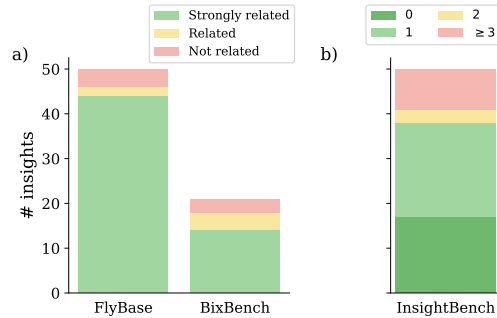 Strongly related
Related
Not related
0
1
2
≥ 3
a)
b)
# insights
50
40
30
20
10
0
FlyBase
BixBench
InsightBench